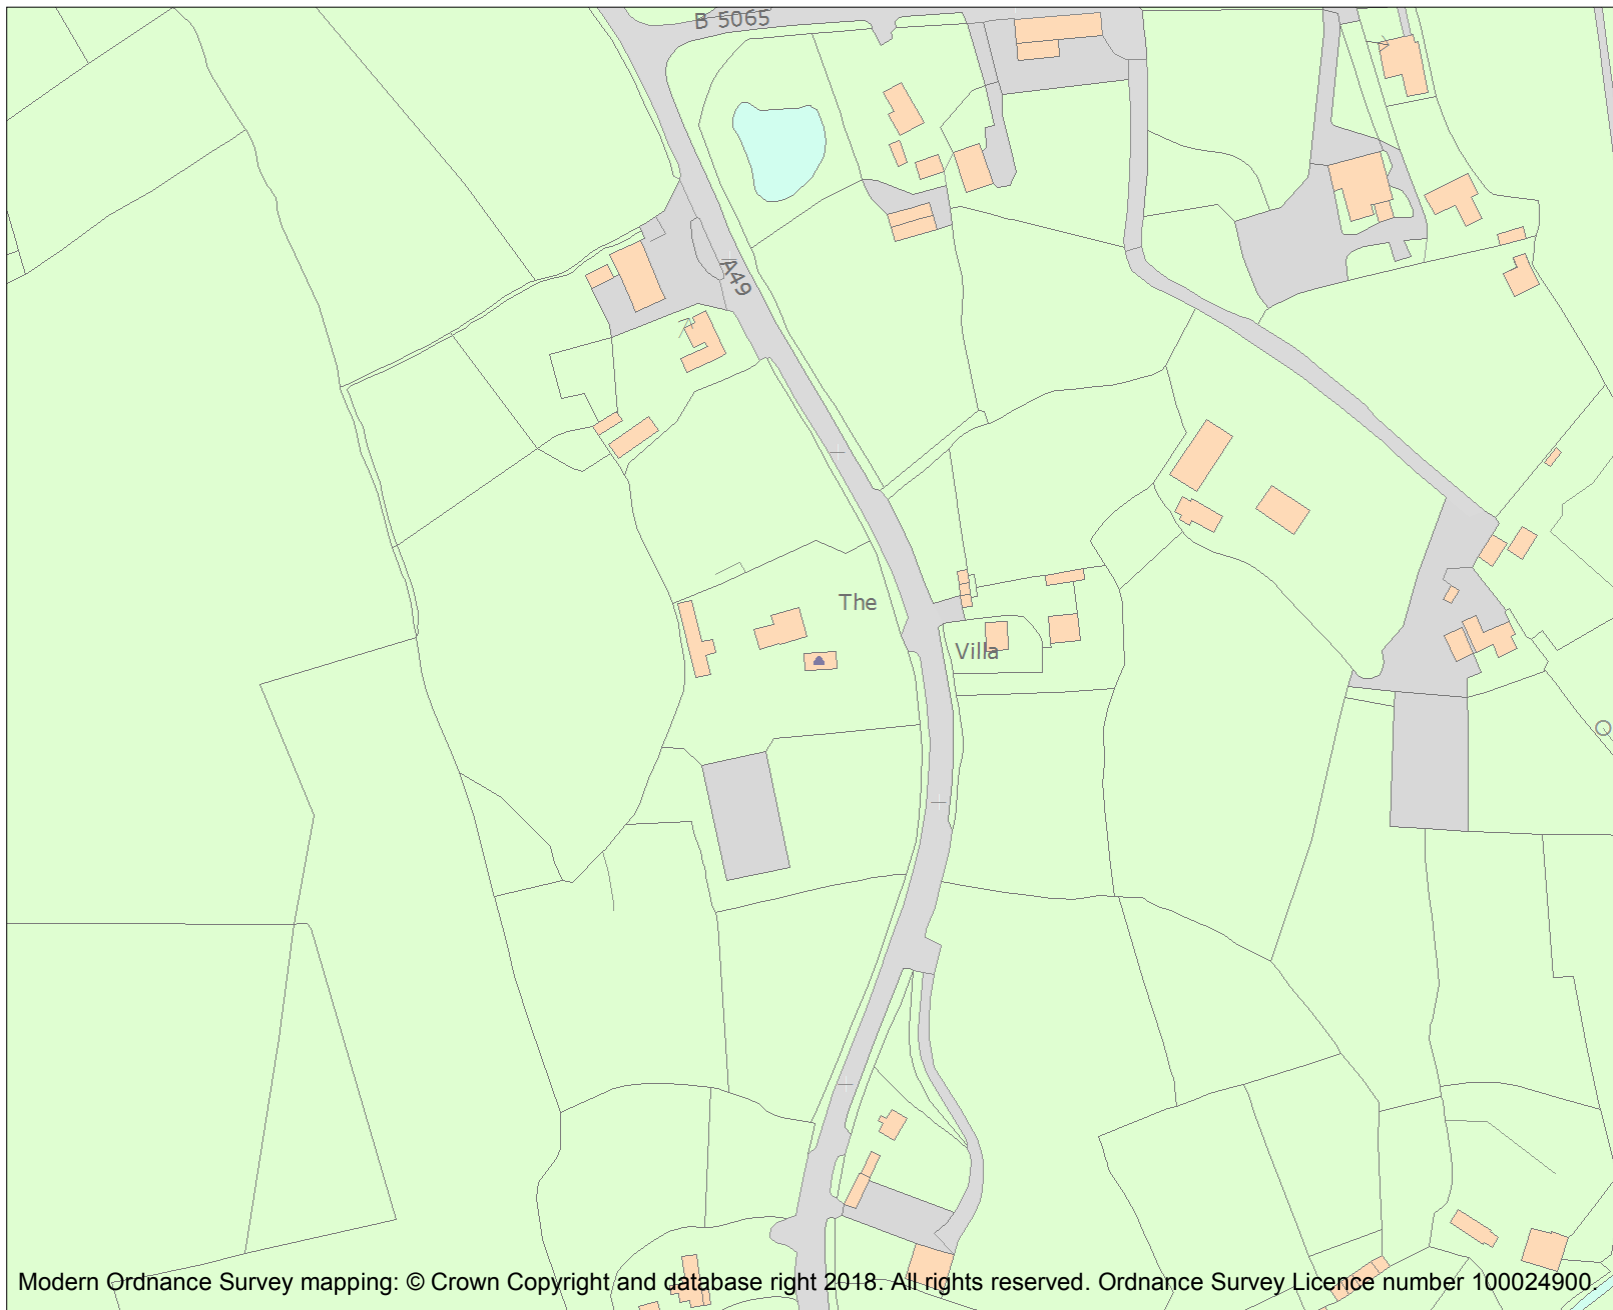 B 5065
A49
The
Villa
Modern Ordnance Survey mapping: © Crown Copyright and database right 2018. All rights reserved. Ordnance Survey Licence number 100024900.